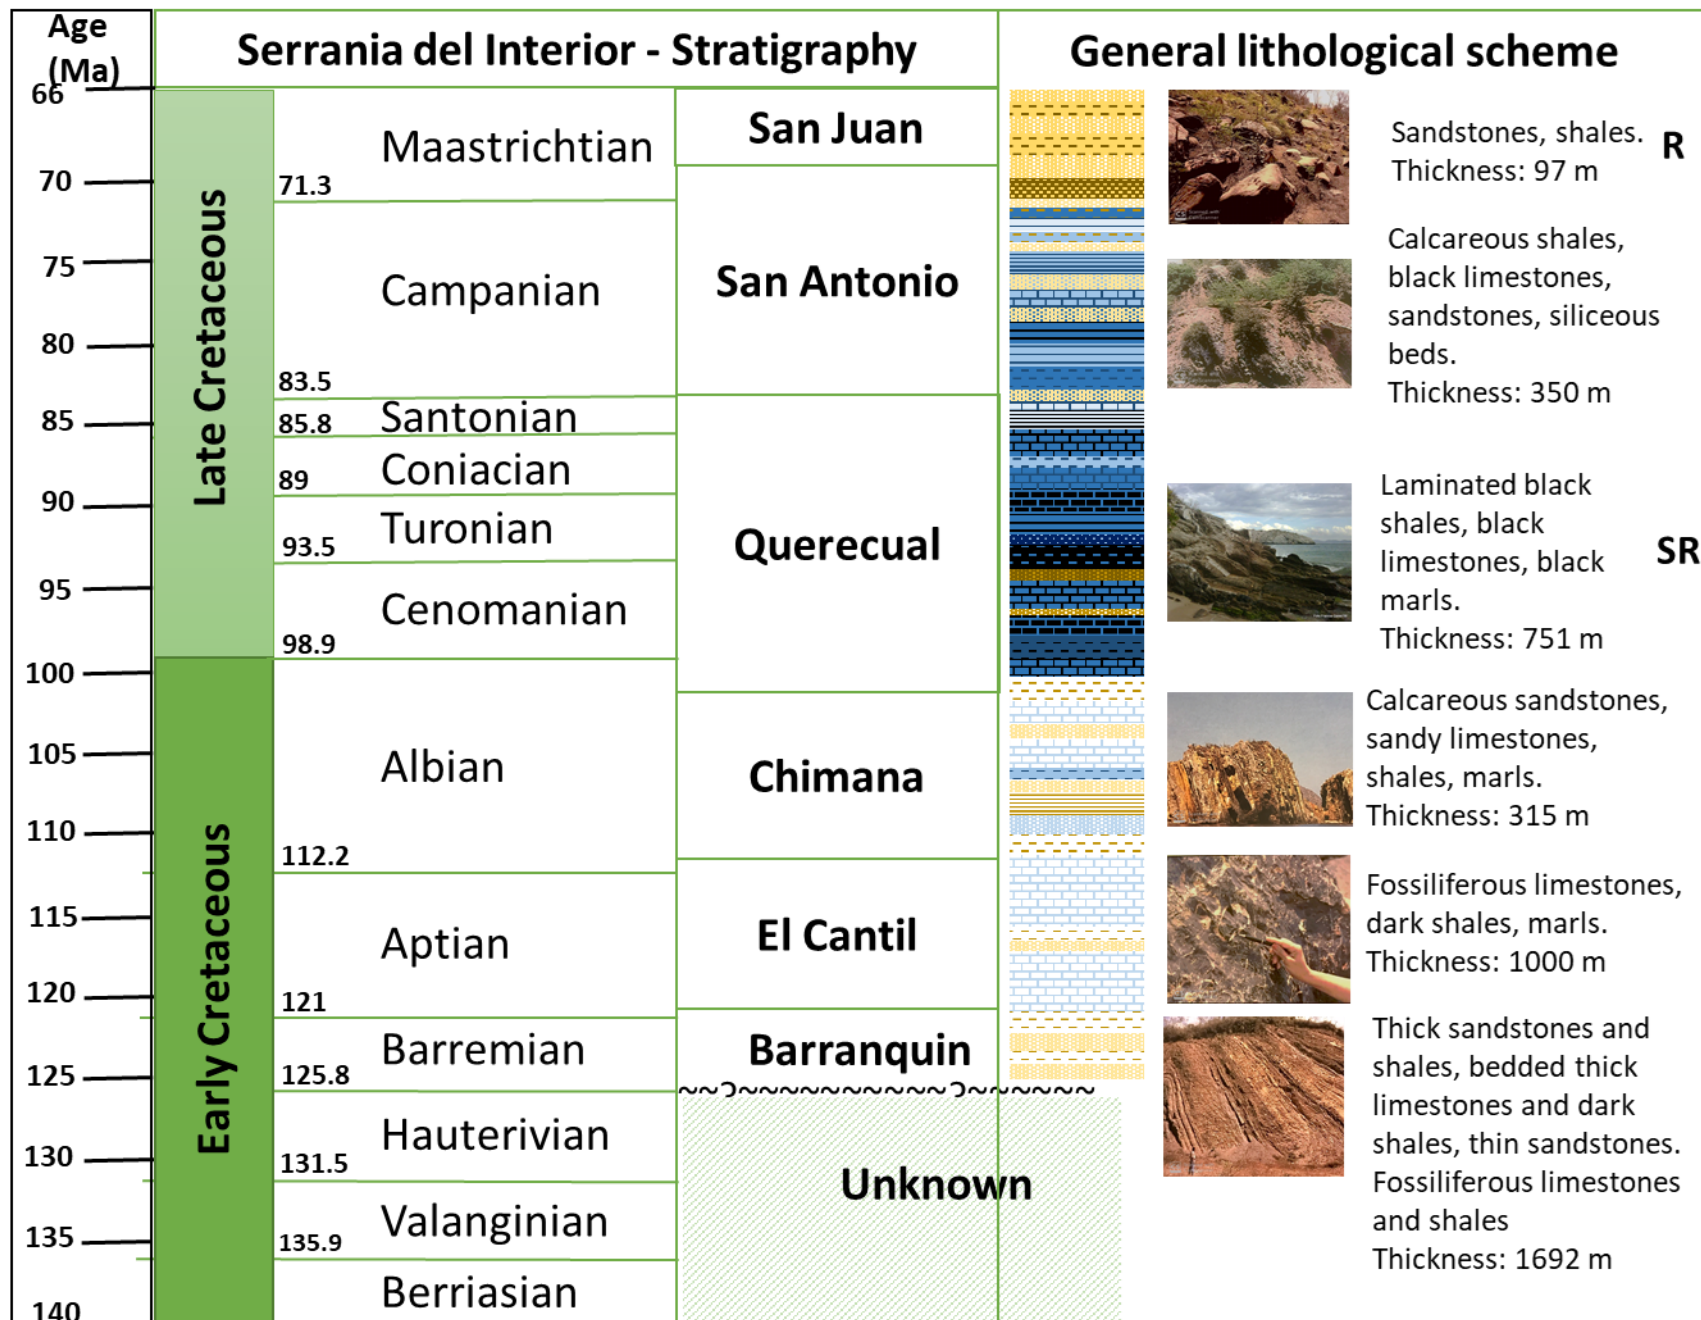 Age
(Ma)
Serrania del Interior - Stratigraphy
General lithological scheme
66
70
75
80
85
90
95
100
105
110
115
120
125
130
135
140
Late Cretaceous
Early Cretaceous
Maastrichtian
71.3
Campanian
83.5
Santonian
85.8
Coniacian
89
Turonian
93.5
Cenomanian
98.9
Albian
112.2
Aptian
121
Barremian
125.8
Hauterivian
131.5
Valanginian
135.9
Berriasian
San Juan
San Antonio
Querecual
Chimana
El Cantil
Barranquin
~~?~~~~~~~~~~~?~~~~~~
Unknown
Sandstones, shales.
Thickness: 97 m
R
Calcareous shales,
black limestones,
sandstones, siliceous
beds.
Thickness: 350 m
Laminated black
shales, black
limestones, black
marls.
Thickness: 751 m
SR
Calcareous sandstones,
sandy limestones,
shales, marls.
Thickness: 315 m
Fossiliferous limestones,
dark shales, marls.
Thickness: 1000 m
Thick sandstones and
shales, bedded thick
limestones and dark
shales, thin sandstones.
Fossiliferous limestones
and shales
Thickness: 1692 m